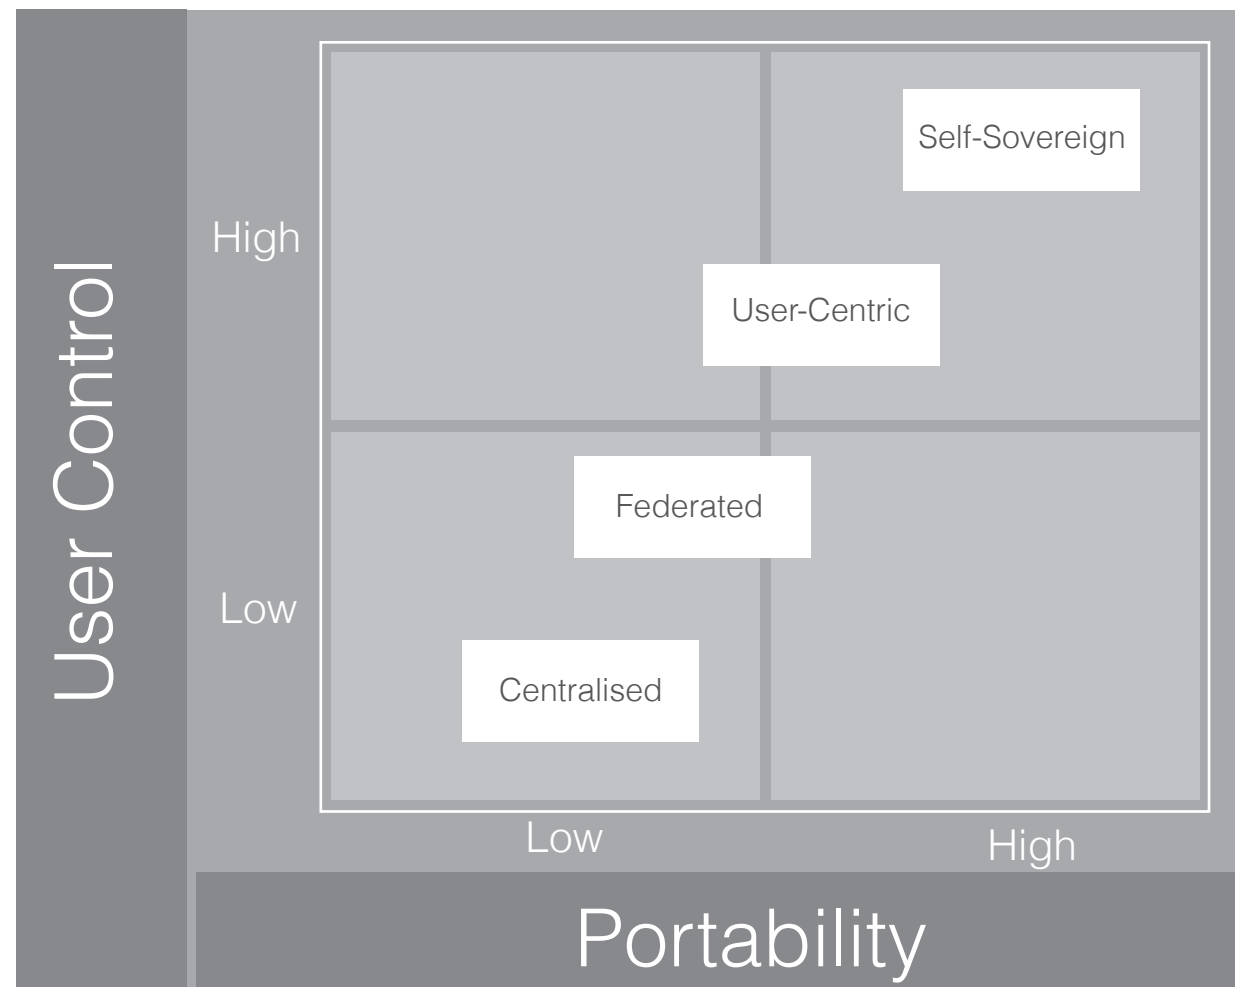 User Control
High
Low
Self-Sovereign
User-Centric
Federated
Centralised
Low
High
Portability